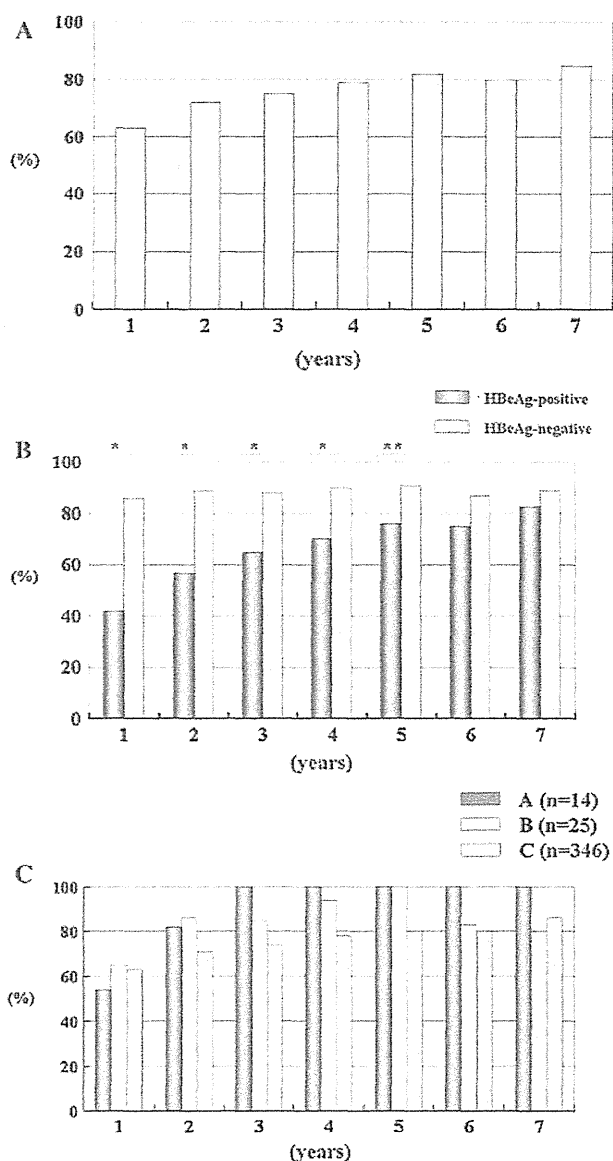 A
100
80
60
(%)
40
20
0
1 2 3 4 5 6 7
(years)
HBeAg-positive
HBeAg-negative
B
* * * * **
100
80
60
(%)
40
20
0
1 2 3 4 5 6 7
(years)
A (n=14)
B (n=25)
C (n=346)
C
100
80
60
(%)
40
20
0
1 2 3 4 5 6 7
(years)